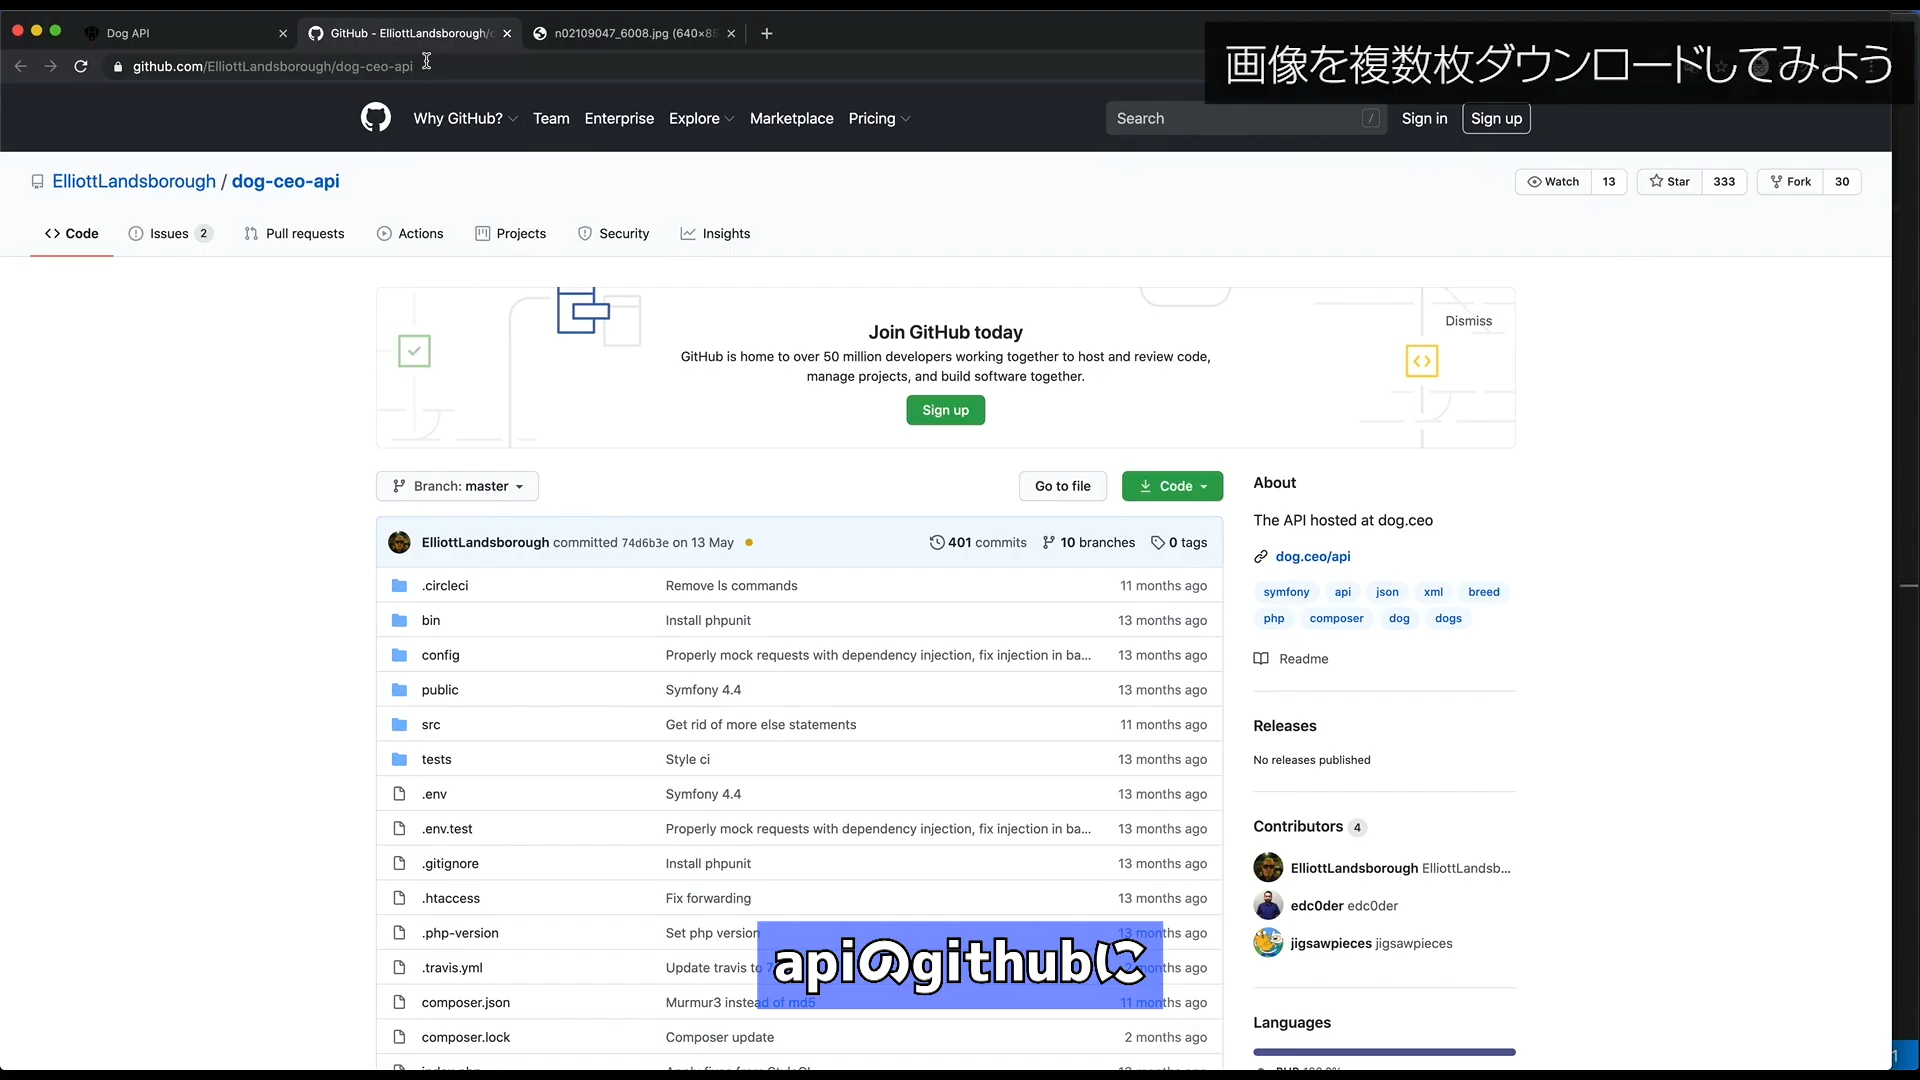 Dog API
GitHub - ElliottLandsborough/
n02109047_6008.jpg (640×8
github.com/ElliottLandsborough/dog-ceo-api
画像を複数枚ダウンロードしてみよう
Why GitHub?
Team
Enterprise
Explore
Marketplace
Pricing
Search
/
Sign in
Sign up
ElliottLandsborough / dog-ceo-api
Watch 13
Star 333
Fork 30
Code
Issues 2
Pull requests
Actions
Projects
Security
Insights
Join GitHub today
Dismiss
GitHub is home to over 50 million developers working together to host and review code,
manage projects, and build software together.
Sign up
Branch: master
Go to file
Code
ElliottLandsborough committed 74d6b3e on 13 May
401 commits
10 branches
0 tags
.circleci Remove ls commands 11 months ago
bin Install phpunit 13 months ago
config Properly mock requests with dependency injection, fix injection in ba... 13 months ago
public Symfony 4.4 13 months ago
src Get rid of more else statements 11 months ago
tests Style ci 13 months ago
.env Symfony 4.4 13 months ago
.env.test Properly mock requests with dependency injection, fix injection in ba... 13 months ago
.gitignore Install phpunit 13 months ago
.htaccess Fix forwarding 13 months ago
.php-version Set php version 13 months ago
.travis.yml Update travis to months ago
composer.json Murmur3 instead of md5 11 months ago
composer.lock Composer update 2 months ago
apiのgithubに
About
The API hosted at dog.ceo
dog.ceo/api
symfony api json xml breed
php composer dog dogs
Readme
Releases
No releases published
Contributors 4
ElliottLandsborough ElliottLandsb...
edc0der edc0der
jigsawpieces jigsawpieces
Languages